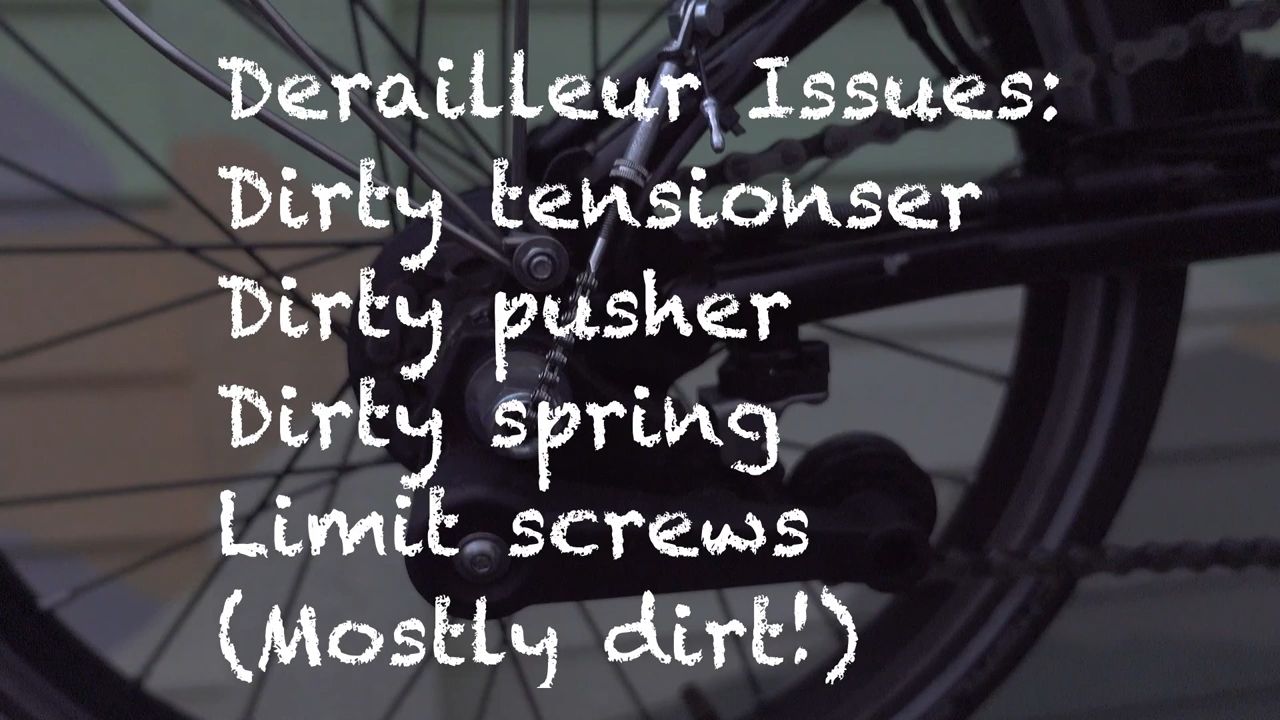 Derailleur Issues:
Dirty tensionser
Dirty pusher
Dirty spring
Limit screws
(Mostly dirt!)